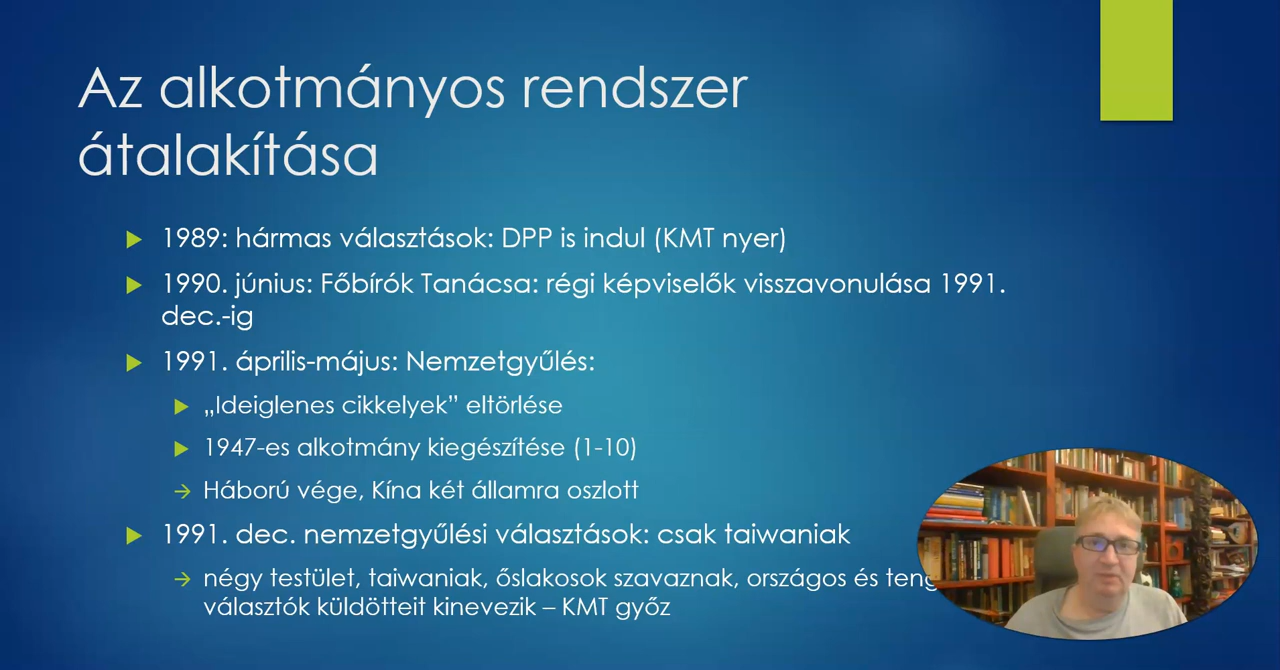 Az alkotmányos rendszer
átalakítása
1989: hármas választások: DPP is indul (KMT nyer)
1990. június: Főbírók Tanácsa: régi képviselők visszavonulása 1991.
dec.-ig
1991. április-május: Nemzetgyűlés:
„Ideiglenes cikkelyek” eltörlése
1947-es alkotmány kiegészítése (1-10)
Háború vége, Kína két államra oszlott
1991. dec. nemzetgyűlési választások: csak taiwaniak
négy testület, taiwaniak, őslakosok szavaznak, országos és
választók küldötteit kinevezik – KMT győz